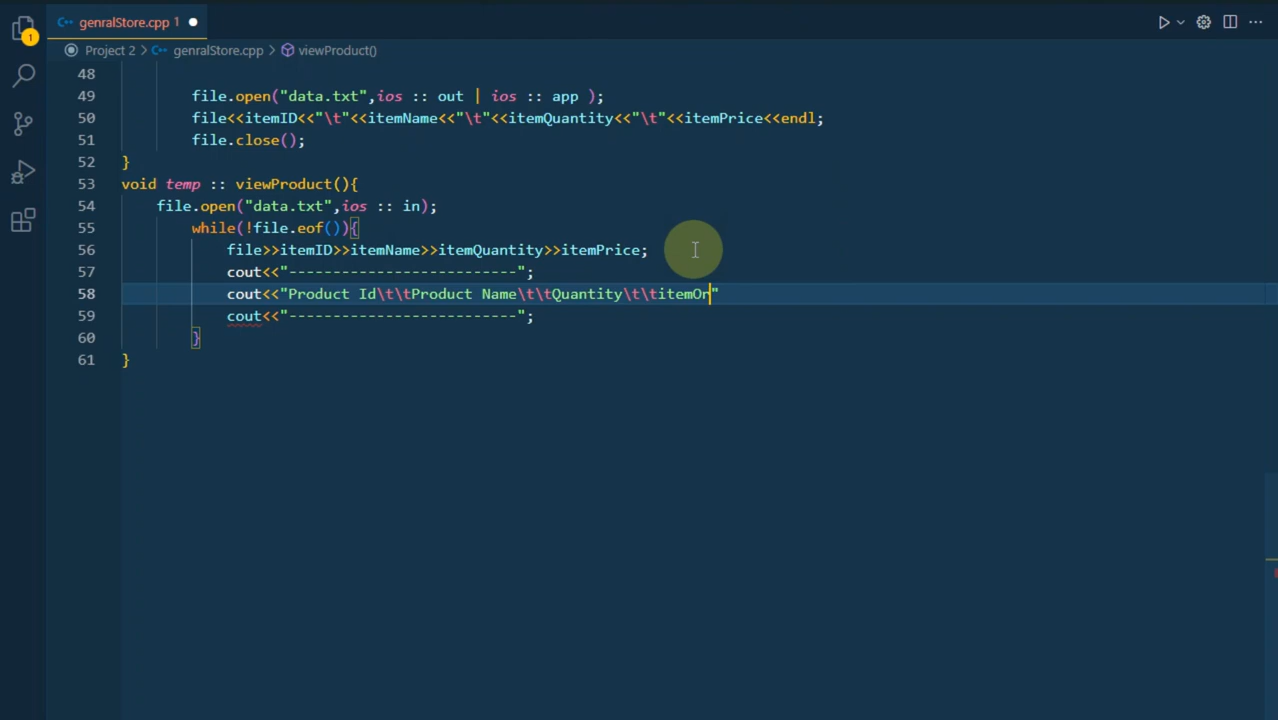 genralStore.cpp 1
1
Project 2 > genralStore.cpp > viewProduct()
48
49 file.open("data.txt",ios :: out | ios :: app );
50 file<<itemID<<"\t"<<itemName<<"\t"<<itemQuantity<<"\t"<<itemPrice<<endl;
51 file.close();
52 }
53 void temp :: viewProduct(){
54 file.open("data.txt",ios :: in);
55 while(!file.eof()){
56 file>>itemID>>itemName>>itemQuantity>>itemPrice;
57 cout<<"--------------------------";
58 cout<<"Product Id\t\tProduct Name\t\tQuantity\t\titemOr"
59 cout<<"--------------------------";
60 }
61 }